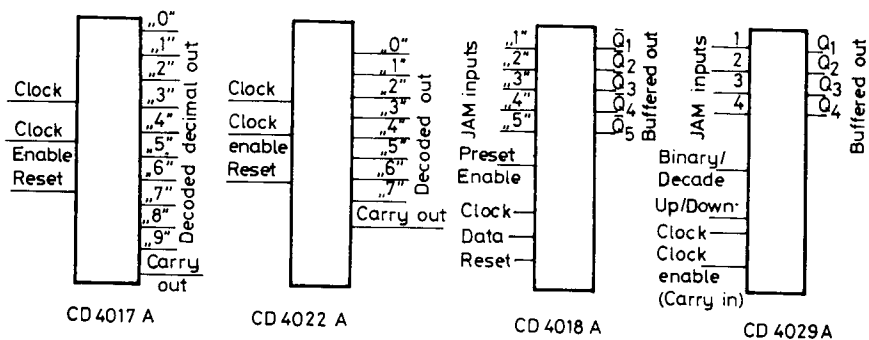 „0“
„1“
„2“
„3“
„4“
„5“
„6“
„7“
„8“
„9“
Decoded decimal out
Carry
out
Clock
Clock
Enable
Reset
CD 4017 A
„0“
„1“
„2“
„3“
„4“
„5“
„6“
„7“
Decoded out
Carry out
Clock
Clock
enable
Reset
CD 4022 A
JAM inputs
„1“
„2“
„3“
„4“
„5“
Preset
Enable
Clock
Data
Reset
Q1
Q2
Q3
Q4
Q5
Buffered out
CD 4018 A
JAM inputs
1
2
3
4
Binary/
Decade
Up/Down
Clock
Clock
enable
(Carry in)
Q1
Q2
Q3
Q4
Buffered out
CD 4029 A